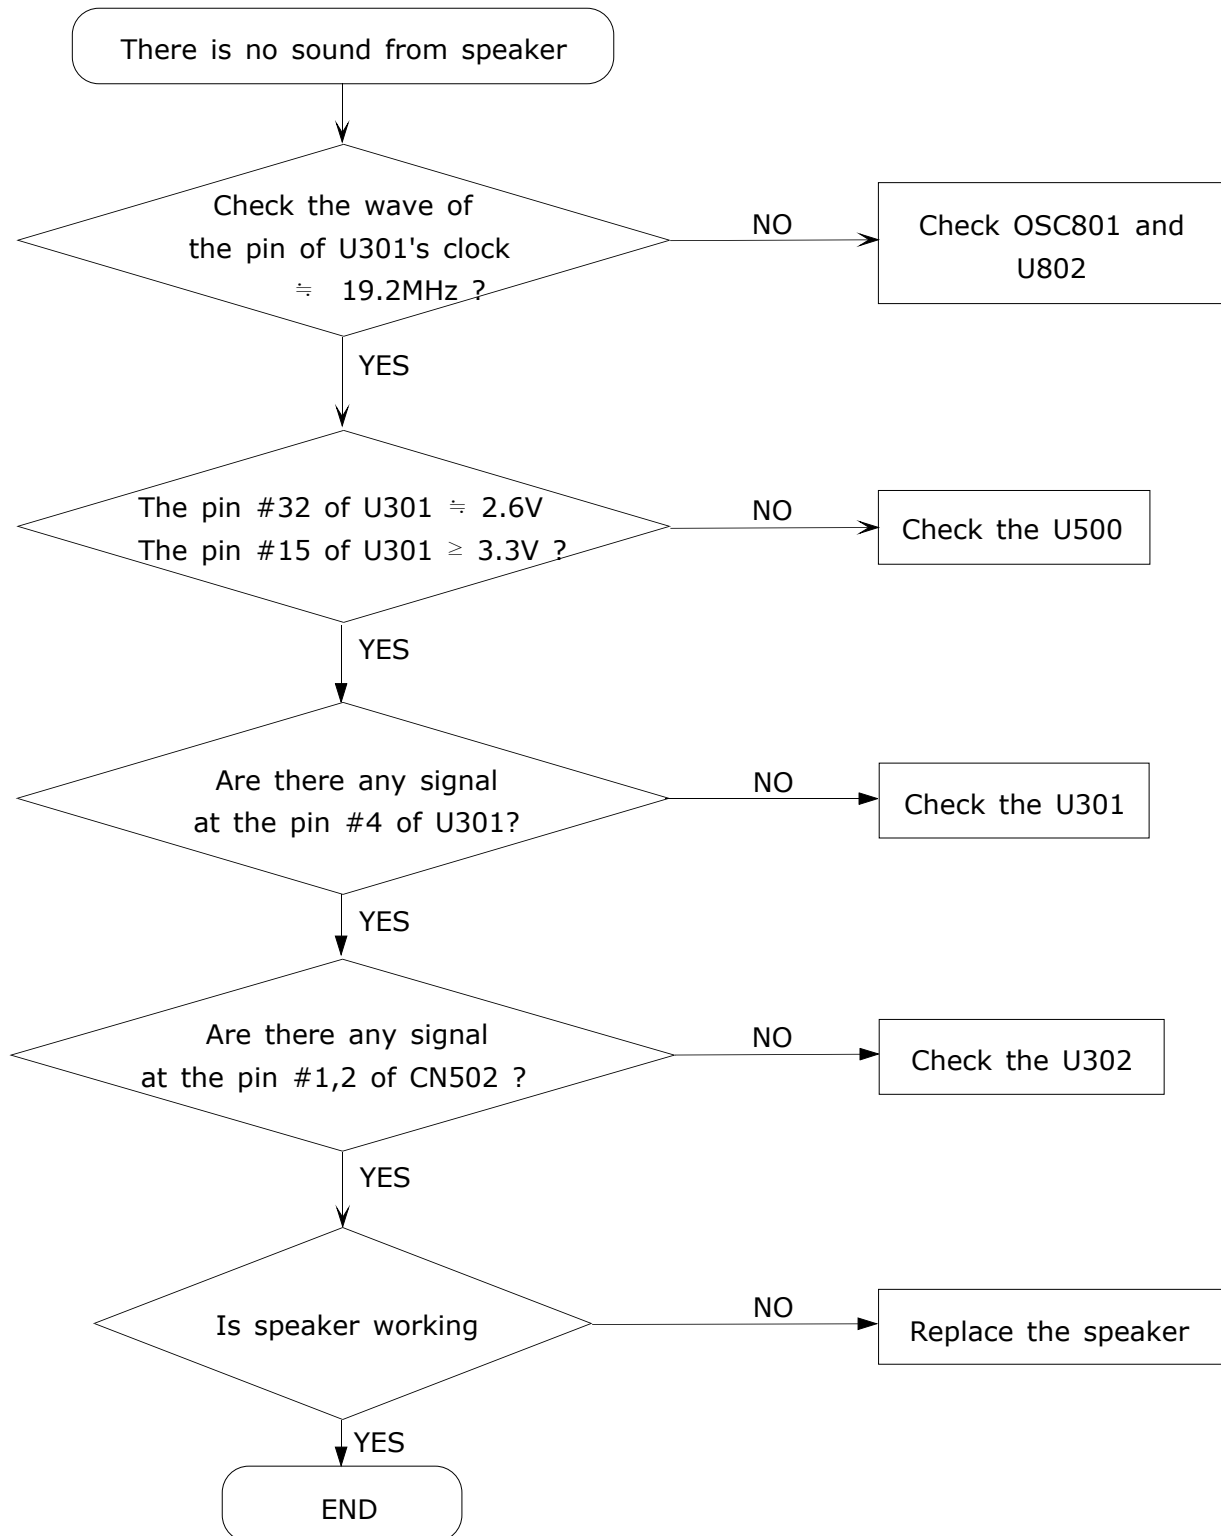 There is no sound from speaker
Check the wave of
the pin of U301's clock
≒ 19.2MHz ?
NO
Check OSC801 and
U802
YES
The pin #32 of U301 ≒ 2.6V
The pin #15 of U301 ≥ 3.3V ?
NO
Check the U500
YES
Are there any signal
at the pin #4 of U301?
NO
Check the U301
YES
Are there any signal
at the pin #1,2 of CN502 ?
NO
Check the U302
YES
Is speaker working
NO
Replace the speaker
YES
END